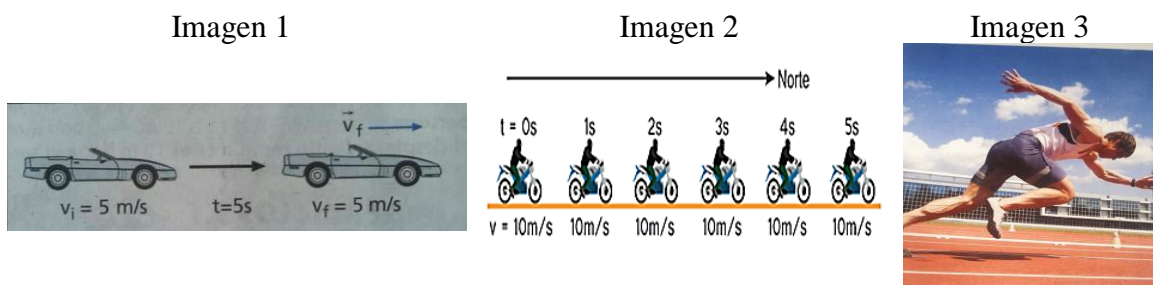 Imagen 1
Imagen 2
Imagen 3
Norte
v⃗f
vi = 5 m/s
t=5s
vf = 5 m/s
t = 0s 1s 2s 3s 4s 5s
v = 10m/s 10m/s 10m/s 10m/s 10m/s 10m/s